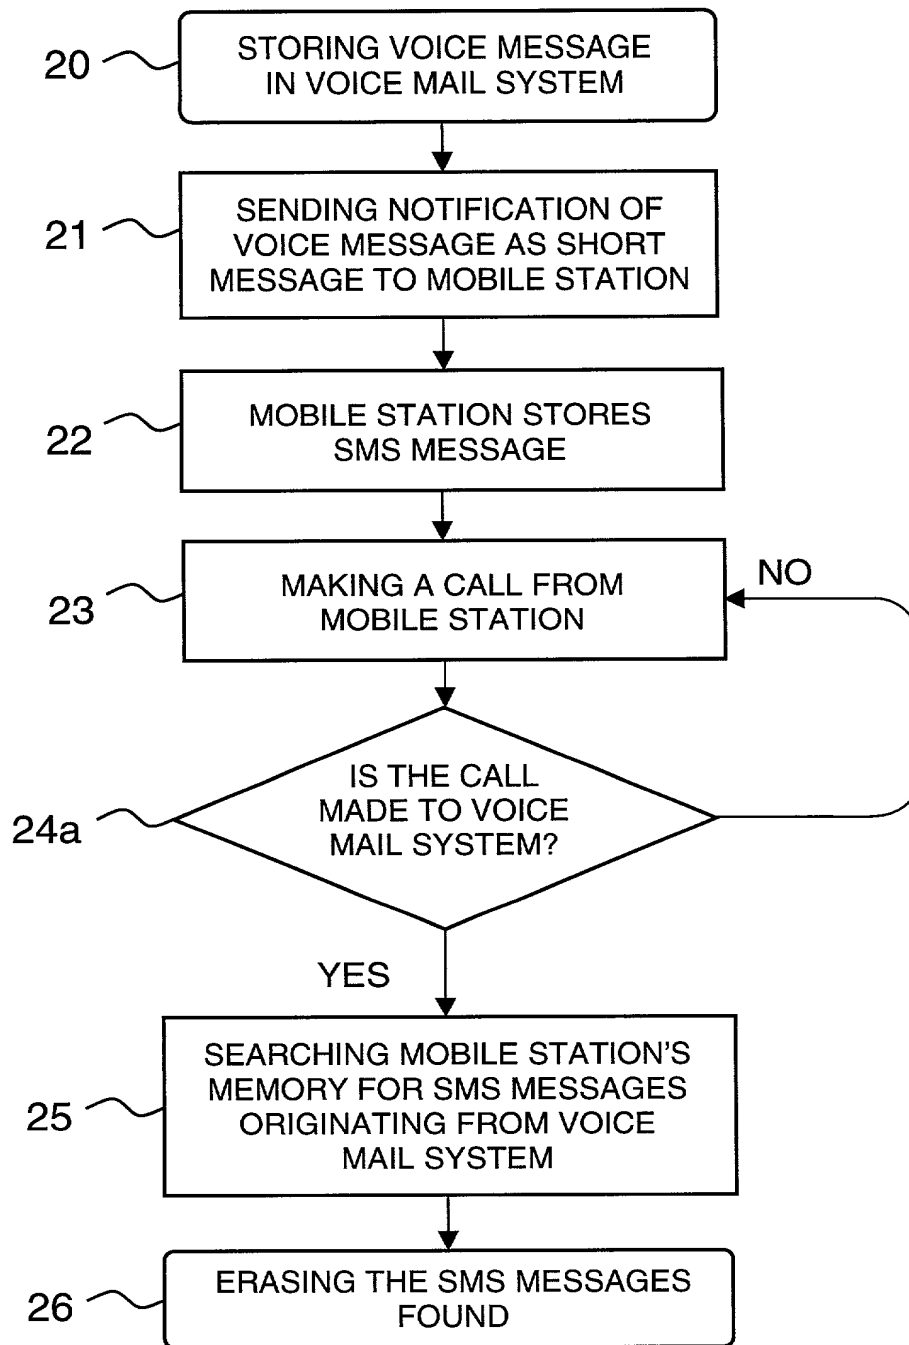 20
STORING VOICE MESSAGE
IN VOICE MAIL SYSTEM
21
SENDING NOTIFICATION OF
VOICE MESSAGE AS SHORT
MESSAGE TO MOBILE STATION
22
MOBILE STATION STORES
SMS MESSAGE
23
MAKING A CALL FROM
MOBILE STATION
NO
24a
IS THE CALL
MADE TO VOICE
MAIL SYSTEM?
YES
25
SEARCHING MOBILE STATION'S
MEMORY FOR SMS MESSAGES
ORIGINATING FROM VOICE
MAIL SYSTEM
26
ERASING THE SMS MESSAGES
FOUND